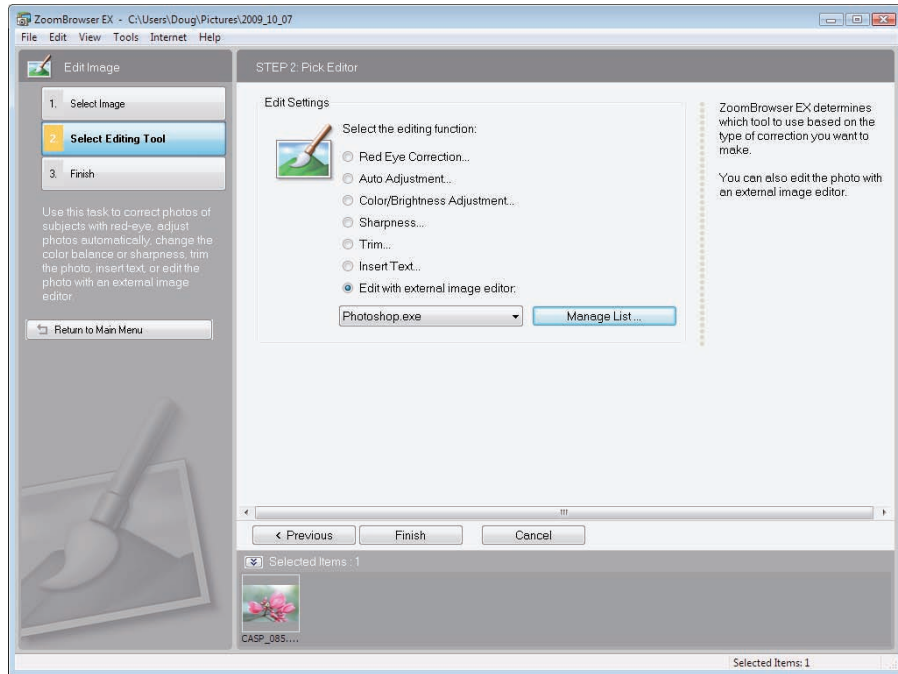 ZoomBrowser EX - C:\Users\Doug\Pictures\2009_10_07
File Edit View Tools Internet Help
Edit Image
1. Select Image
2. Select Editing Tool
3. Finish
Use this task to correct photos of
subjects with red-eye, adjust
photos automatically, change the
color balance or sharpness, trim
the photo, insert text, or edit the
photo with an external image
editor.
Return to Main Menu
STEP 2: Pick Editor
Edit Settings
Select the editing function:
Red Eye Correction...
Auto Adjustment...
Color/Brightness Adjustment...
Sharpness...
Trim...
Insert Text...
Edit with external image editor:
Photoshop.exe
Manage List...
ZoomBrowser EX determines
which tool to use based on the
type of correction you want to
make.
You can also edit the photo with
an external image editor.
< Previous
Finish
Cancel
Selected Items : 1
CASP_085....
Selected Items: 1